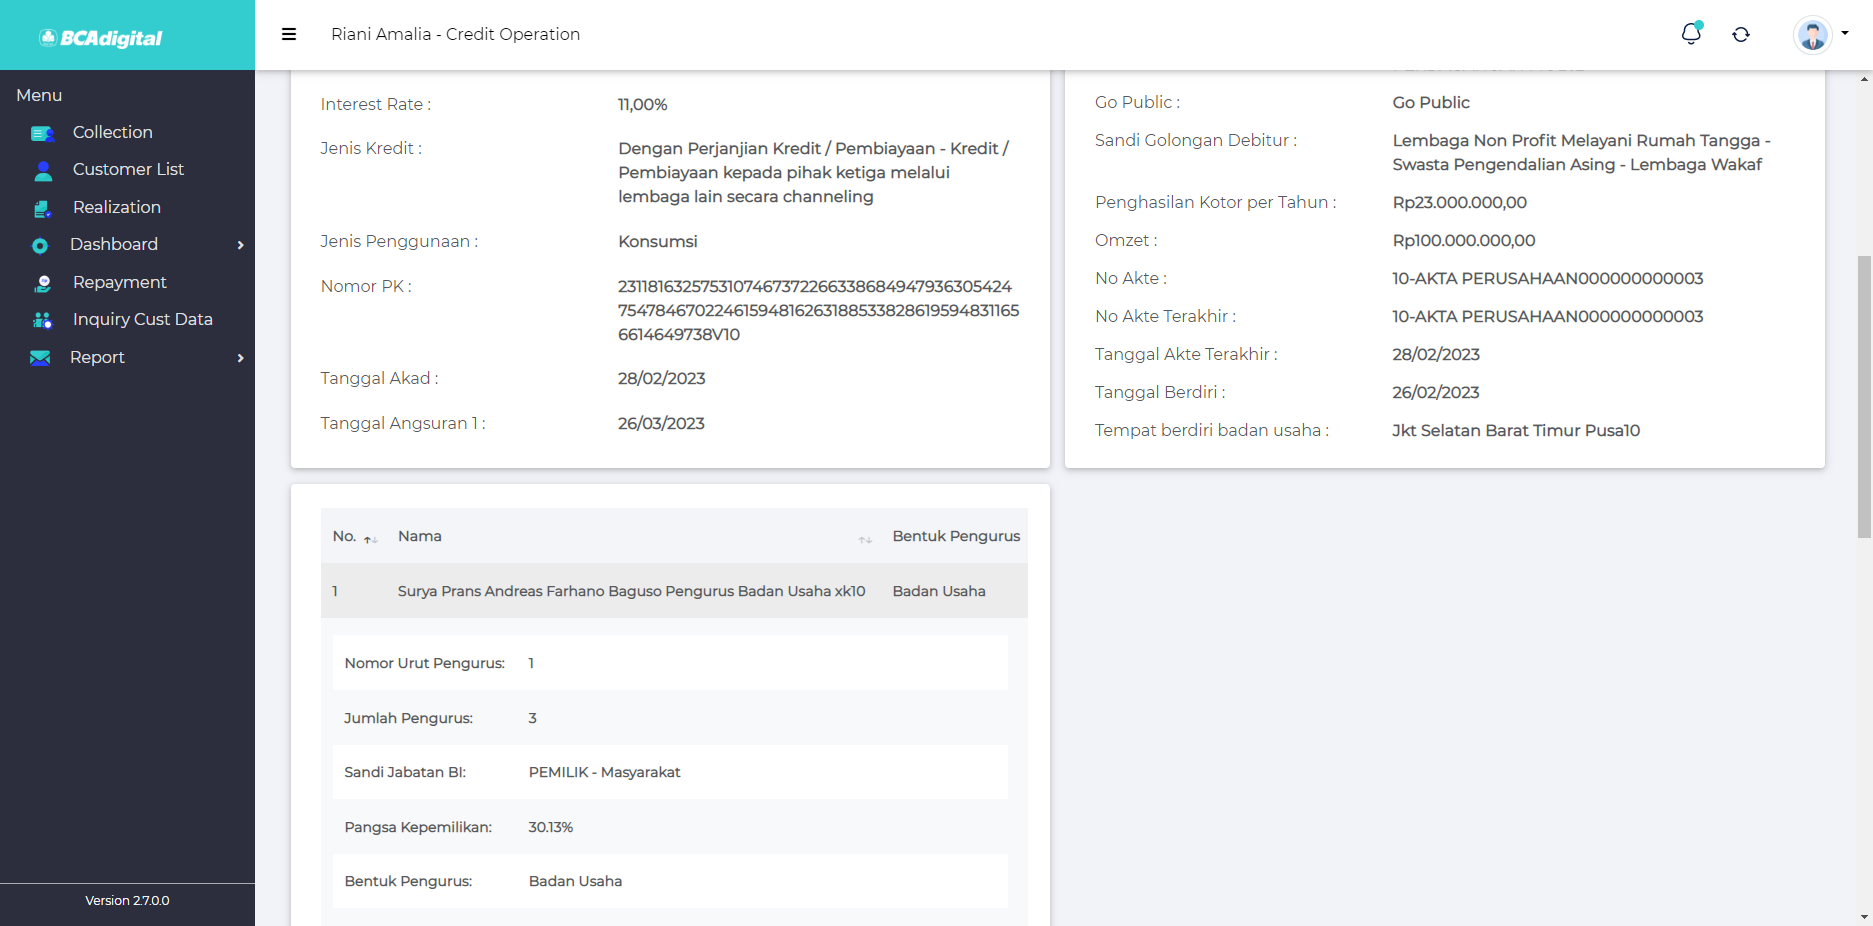 BCAdigital
Riani Amalia - Credit Operation
Menu
Collection
Customer List
Realization
Dashboard
Repayment
Inquiry Cust Data
Report
Version 2.7.0.0
Interest Rate : 11,00%
Jenis Kredit : Dengan Perjanjian Kredit / Pembiayaan - Kredit /
Pembiayaan kepada pihak ketiga melalui
lembaga lain secara channeling
Jenis Penggunaan : Konsumsi
Nomor PK : 23118163257531074673722663386849479363054​24
75478467022461594816263188533828619594831165
6614649738V10
Tanggal Akad : 28/02/2023
Tanggal Angsuran 1 : 26/03/2023
Go Public : Go Public
Sandi Golongan Debitur : Lembaga Non Profit Melayani Rumah Tangga -
Swasta Pengendalian Asing - Lembaga Wakaf
Penghasilan Kotor per Tahun : Rp23.000.000,00
Omzet : Rp100.000.000,00
No Akte : 10-AKTA PERUSAHAAN000000000003
No Akte Terakhir : 10-AKTA PERUSAHAAN000000000003
Tanggal Akte Terakhir : 28/02/2023
Tanggal Berdiri : 26/02/2023
Tempat berdiri badan usaha : Jkt Selatan Barat Timur Pusa10
No. Nama Bentuk Pengurus
1 Surya Prans Andreas Farhano Baguso Pengurus Badan Usaha xk10 Badan Usaha
Nomor Urut Pengurus: 1
Jumlah Pengurus: 3
Sandi Jabatan BI: PEMILIK - Masyarakat
Pangsa Kepemilikan: 30.13%
Bentuk Pengurus: Badan Usaha